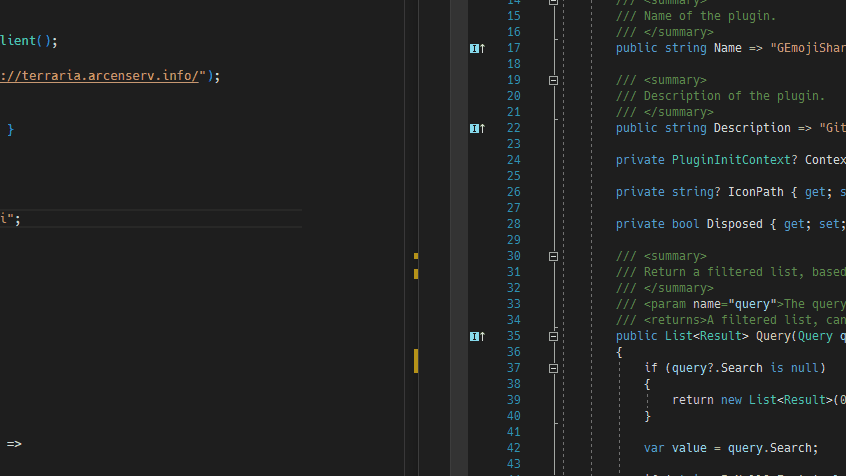 lient();
://terraria.arcenserv.info/");
}
i";
=>
14 /// <summary>
15 /// Name of the plugin.
16 /// </summary>
17 public string Name => "GEmojiShar
18
19 /// <summary>
20 /// Description of the plugin.
21 /// </summary>
22 public string Description => "Git
23
24 private PluginInitContext? Contex
25
26 private string? IconPath { get; s
27
28 private bool Disposed { get; set;
29
30 /// <summary>
31 /// Return a filtered list, based
32 /// </summary>
33 /// <param name="query">The query
34 /// <returns>A filtered list, can
35 public List<Result> Query(Query q
36 {
37 if (query?.Search is null)
38 {
39 return new List<Result>(0
40 }
41
42 var value = query.Search;
43